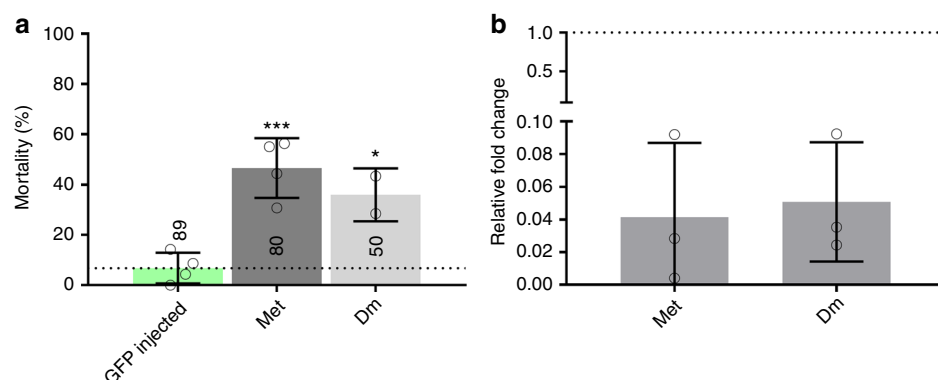 a
Mortality (%)
100
80
60
40
20
0
89
***
80
*
50
GFP injected
Met
Dm
b
Relative fold change
1.0
0.5
0.10
0.08
0.06
0.04
0.02
0.00
Met
Dm